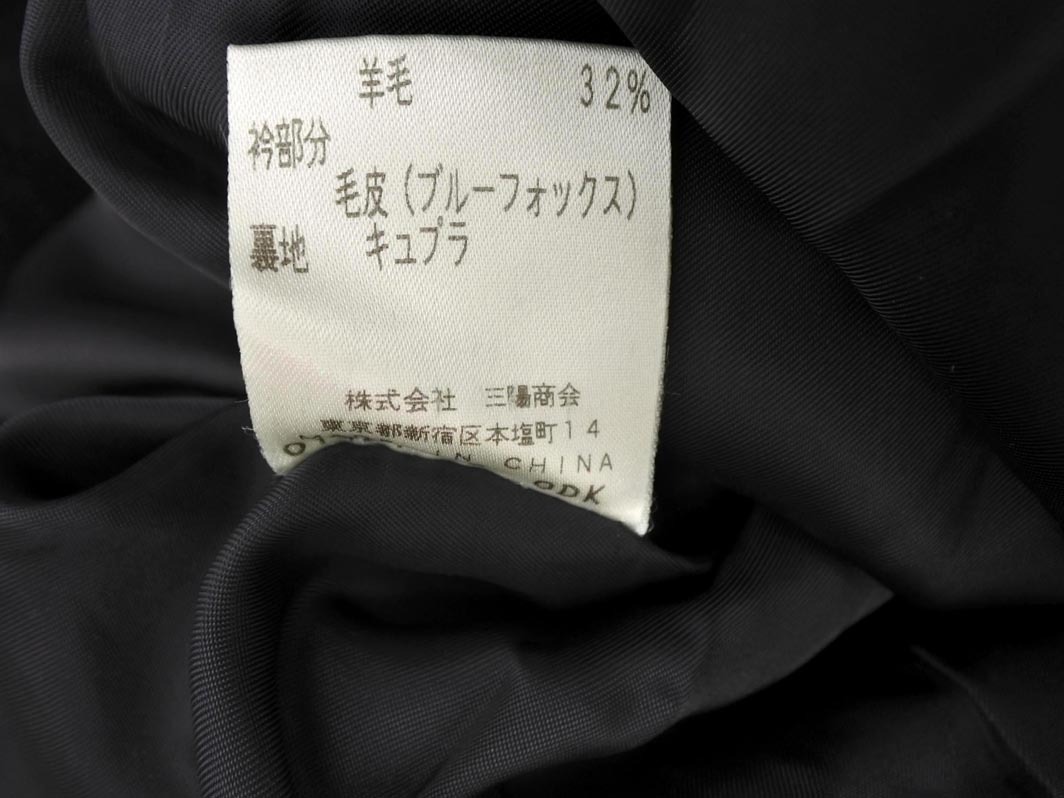 羊毛 32%
衿部分
毛皮(ブルーフォックス)
裏地 キュプラ
株式会社 三陽商会
東京都新宿区本塩町14
IN CHINA